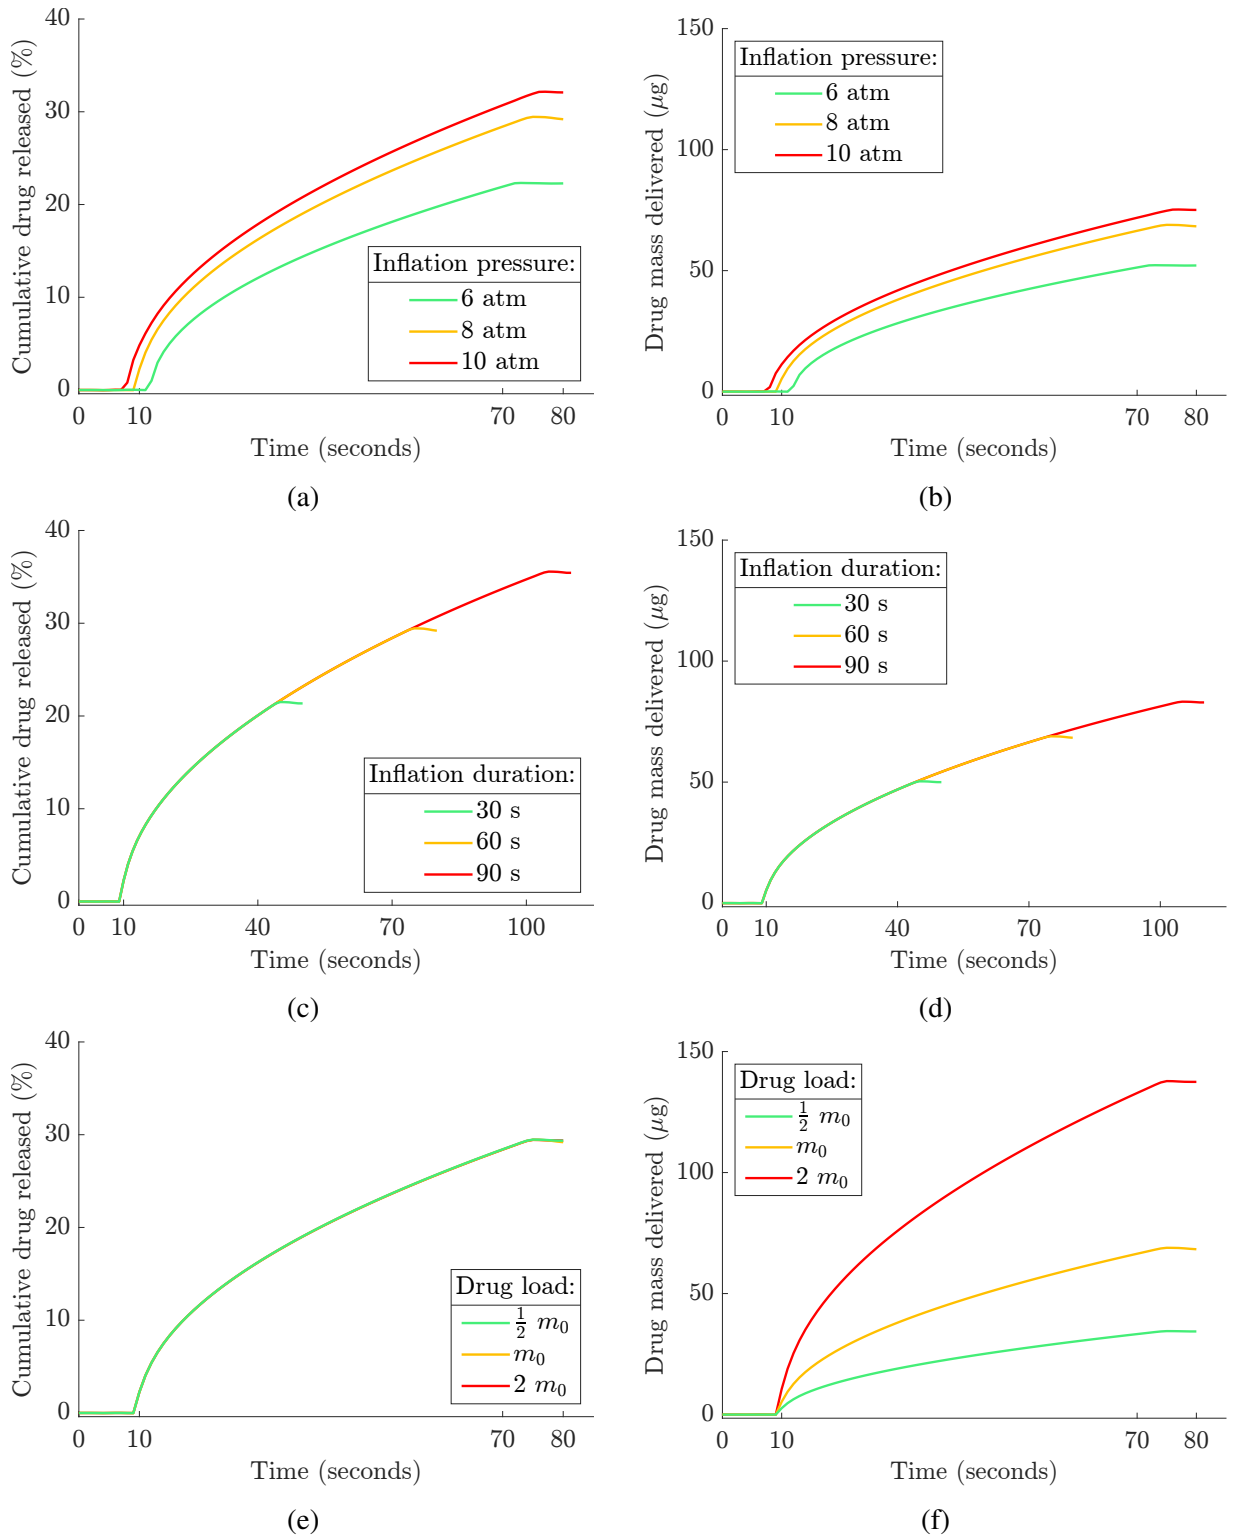 40
30
20
10
0
Cumulative drug released (%)
Inflation pressure:
6 atm
8 atm
10 atm
0 10 70 80
Time (seconds)
(a)
150
100
50
0
Drug mass delivered (μg)
Inflation pressure:
6 atm
8 atm
10 atm
0 10 70 80
Time (seconds)
(b)
40
30
20
10
0
Cumulative drug released (%)
Inflation duration:
30 s
60 s
90 s
0 10 40 70 100
Time (seconds)
(c)
150
100
50
0
Drug mass delivered (μg)
Inflation duration:
30 s
60 s
90 s
0 10 40 70 100
Time (seconds)
(d)
40
30
20
10
0
Cumulative drug released (%)
Drug load:
½ m₀
m₀
2 m₀
0 10 70 80
Time (seconds)
(e)
150
100
50
0
Drug mass delivered (μg)
Drug load:
½ m₀
m₀
2 m₀
0 10 70 80
Time (seconds)
(f)